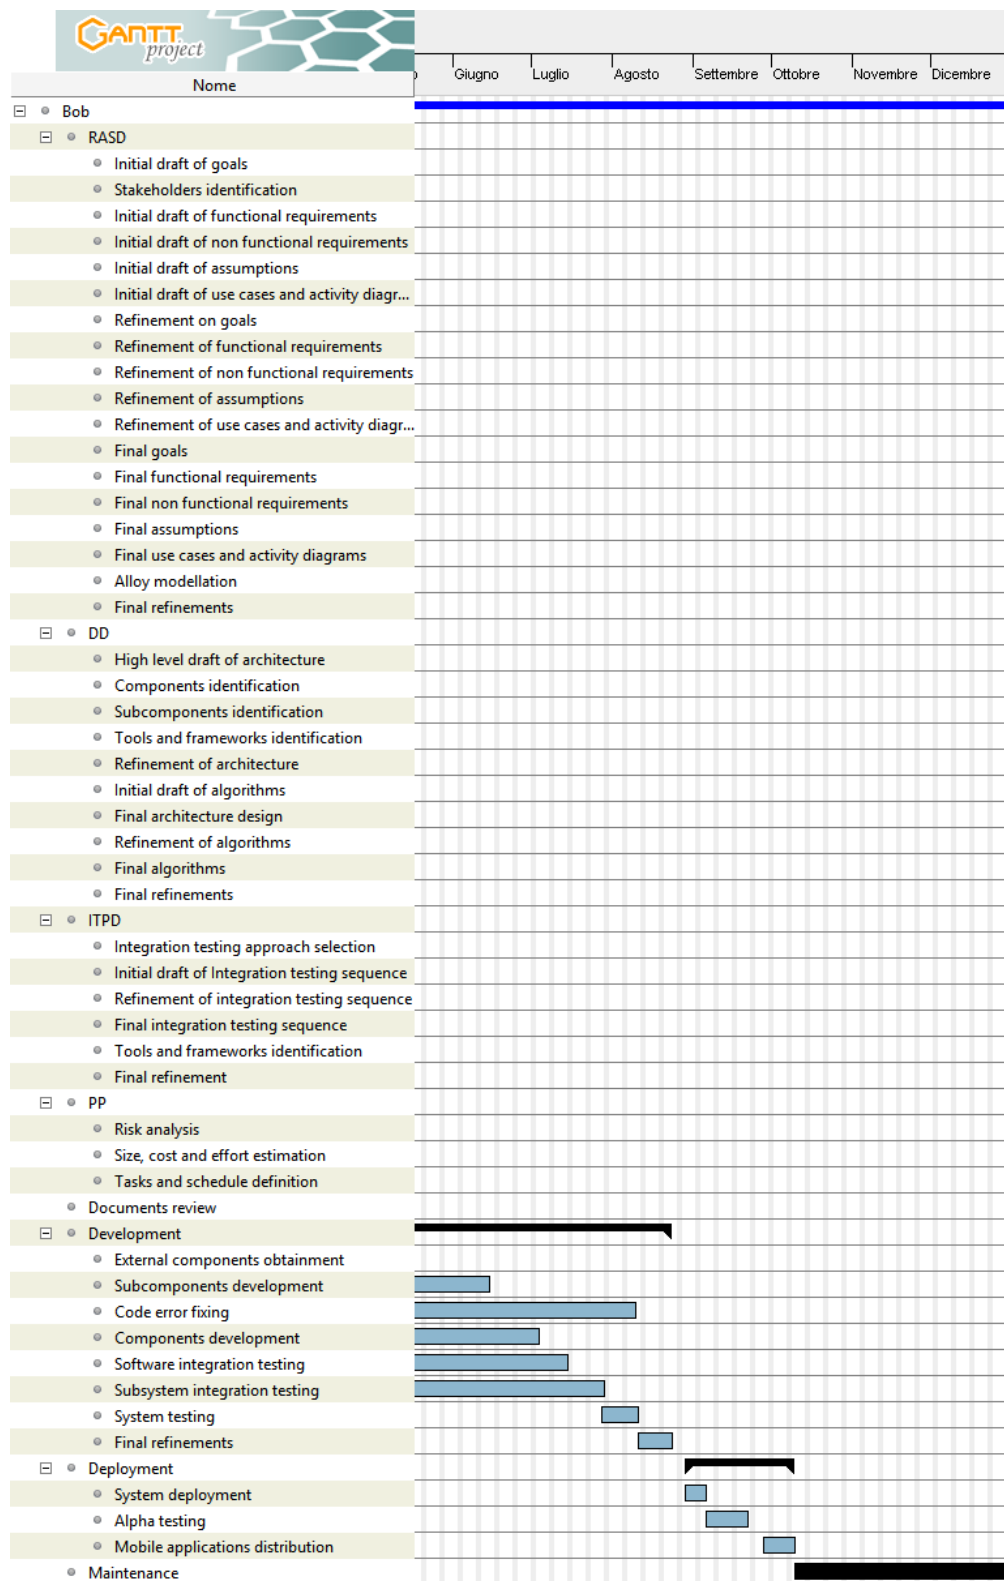 GANTT
project
Giugno Luglio Agosto Settembre Ottobre Novembre Dicembre
Nome
Bob
RASD
Initial draft of goals
Stakeholders identification
Initial draft of functional requirements
Initial draft of non functional requirements
Initial draft of assumptions
Initial draft of use cases and activity diagr...
Refinement on goals
Refinement of functional requirements
Refinement of non functional requirements
Refinement of assumptions
Refinement of use cases and activity diagr...
Final goals
Final functional requirements
Final non functional requirements
Final assumptions
Final use cases and activity diagrams
Alloy modellation
Final refinements
DD
High level draft of architecture
Components identification
Subcomponents identification
Tools and frameworks identification
Refinement of architecture
Initial draft of algorithms
Final architecture design
Refinement of algorithms
Final algorithms
Final refinements
ITPD
Integration testing approach selection
Initial draft of Integration testing sequence
Refinement of integration testing sequence
Final integration testing sequence
Tools and frameworks identification
Final refinement
PP
Risk analysis
Size, cost and effort estimation
Tasks and schedule definition
Documents review
Development
External components obtainment
Subcomponents development
Code error fixing
Components development
Software integration testing
Subsystem integration testing
System testing
Final refinements
Deployment
System deployment
Alpha testing
Mobile applications distribution
Maintenance